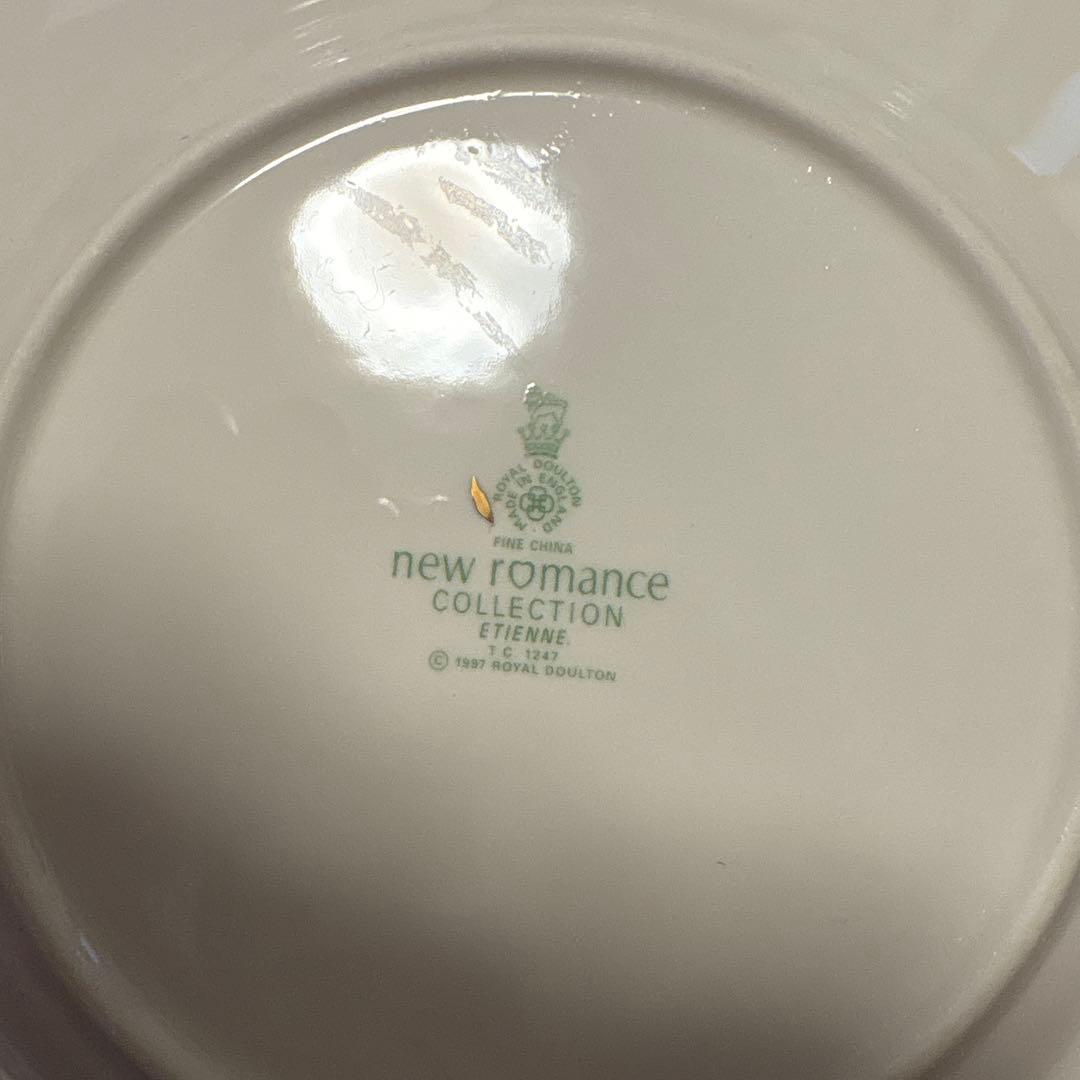 ROYAL DOULTON
MADE IN ENGLAND
FINE CHINA
new romance
COLLECTION
ETIENNE.
T C 1247
© 1997 ROYAL DOULTON